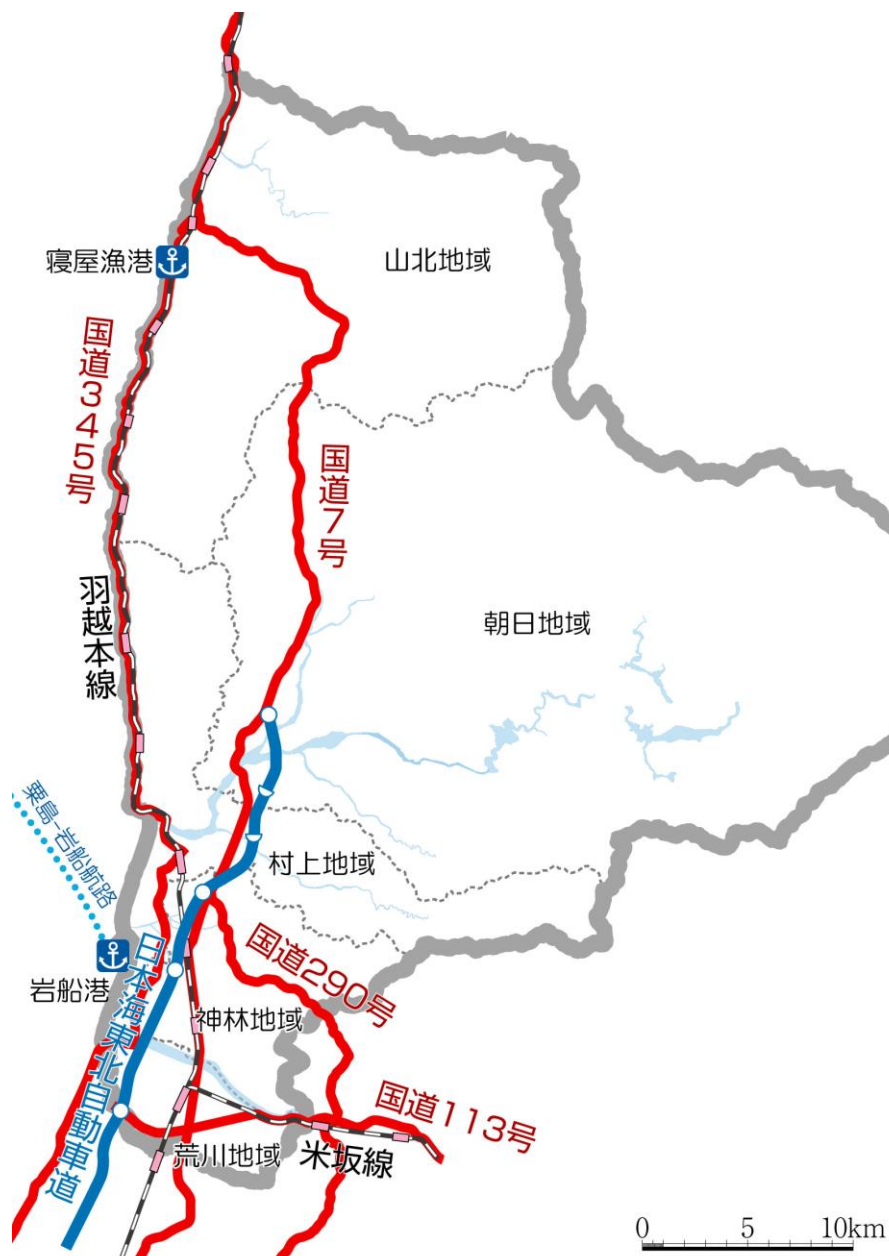 寝屋漁港
山北地域
国道345号
国道7号
羽越本線
朝日地域
粟島-岩船航路
村上地域
岩船港
国道290号
日本海東北自動車道
神林地域
国道113号
荒川地域
米坂線
0 5 10km